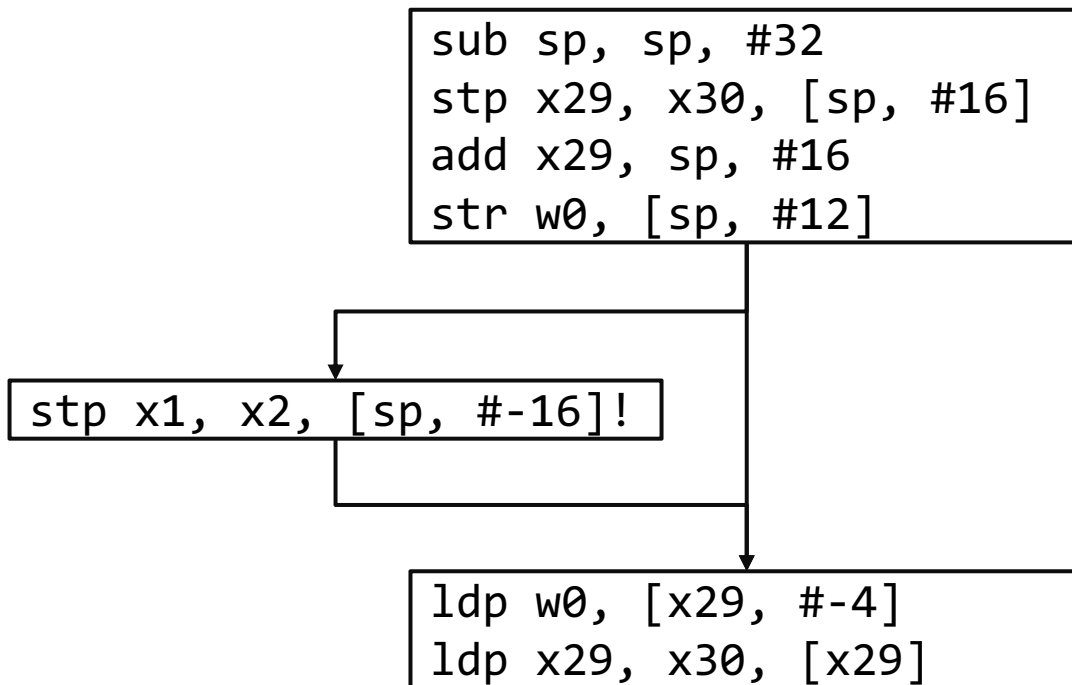 sub sp, sp, #32
stp x29, x30, [sp, #16]
add x29, sp, #16
str w0, [sp, #12]
stp x1, x2, [sp, #-16]!
ldp w0, [x29, #-4]
ldp x29, x30, [x29]